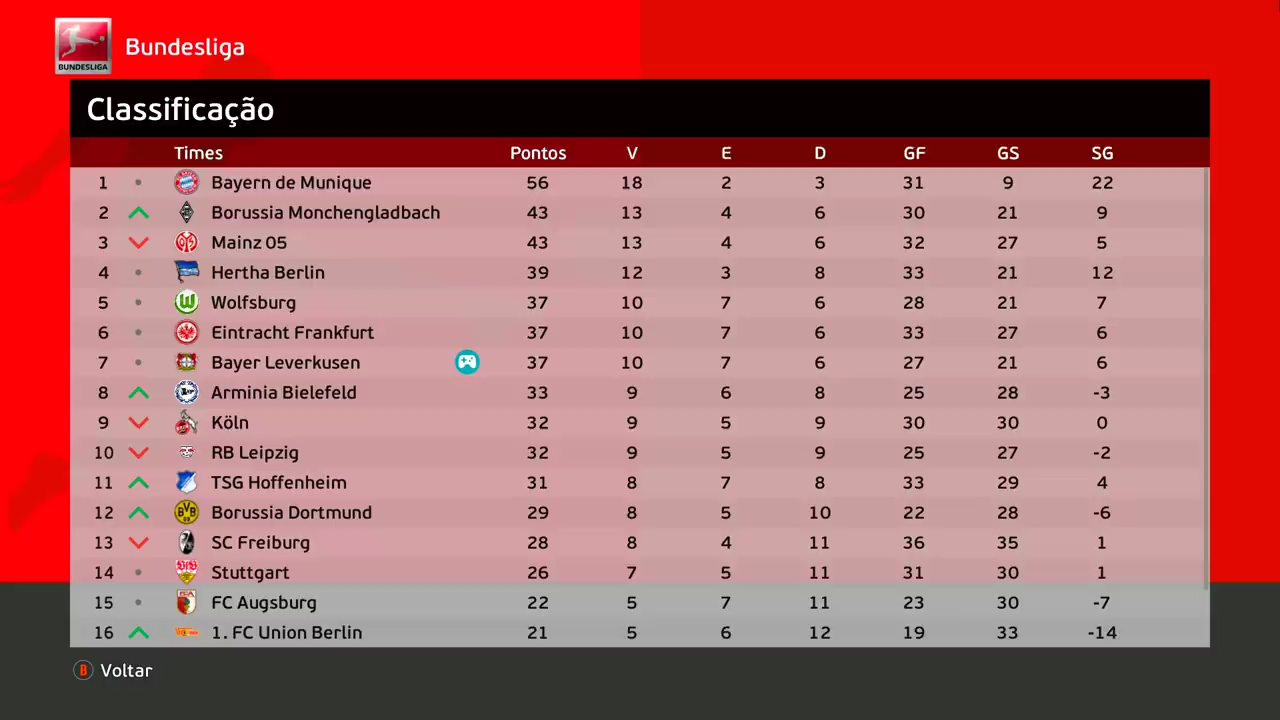 BUNDESLIGA
Bundesliga
Classificação
Times Pontos V E D GF GS SG
1 Bayern de Munique 56 18 2 3 31 9 22
2 Borussia Monchengladbach 43 13 4 6 30 21 9
3 Mainz 05 43 13 4 6 32 27 5
4 Hertha Berlin 39 12 3 8 33 21 12
5 Wolfsburg 37 10 7 6 28 21 7
6 Eintracht Frankfurt 37 10 7 6 33 27 6
7 Bayer Leverkusen 37 10 7 6 27 21 6
8 Arminia Bielefeld 33 9 6 8 25 28 -3
9 Köln 32 9 5 9 30 30 0
10 RB Leipzig 32 9 5 9 25 27 -2
11 TSG Hoffenheim 31 8 7 8 33 29 4
12 Borussia Dortmund 29 8 5 10 22 28 -6
13 SC Freiburg 28 8 4 11 36 35 1
14 Stuttgart 26 7 5 11 31 30 1
15 FC Augsburg 22 5 7 11 23 30 -7
16 1. FC Union Berlin 21 5 6 12 19 33 -14
B Voltar